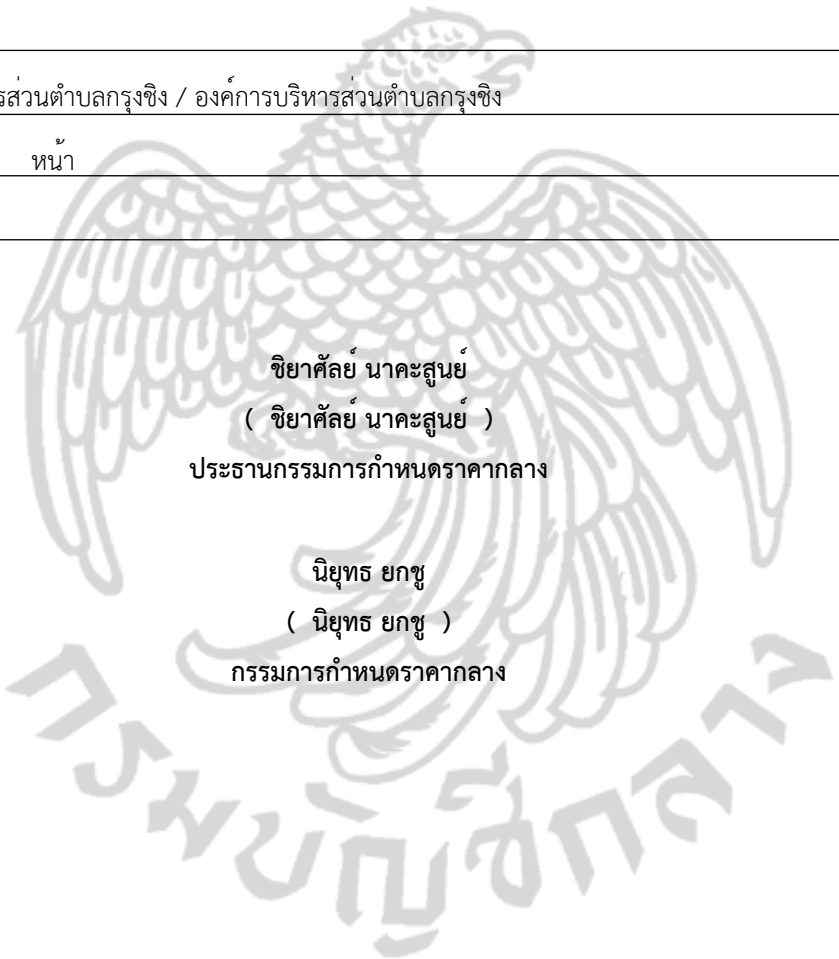 รส่วนตำบลกรุงชิง / องค์การบริหารส่วนตำบลกรุงชิง
หน้า
ชิยาศัลย์ นาคะสูนย์
( ชิยาศัลย์ นาคะสูนย์ )
ประธานกรรมการกำหนดราคากลาง
นิยุทธ ยกชู
( นิยุทธ ยกชู )
กรรมการกำหนดราคากลาง
กรมบัญชีกลาง